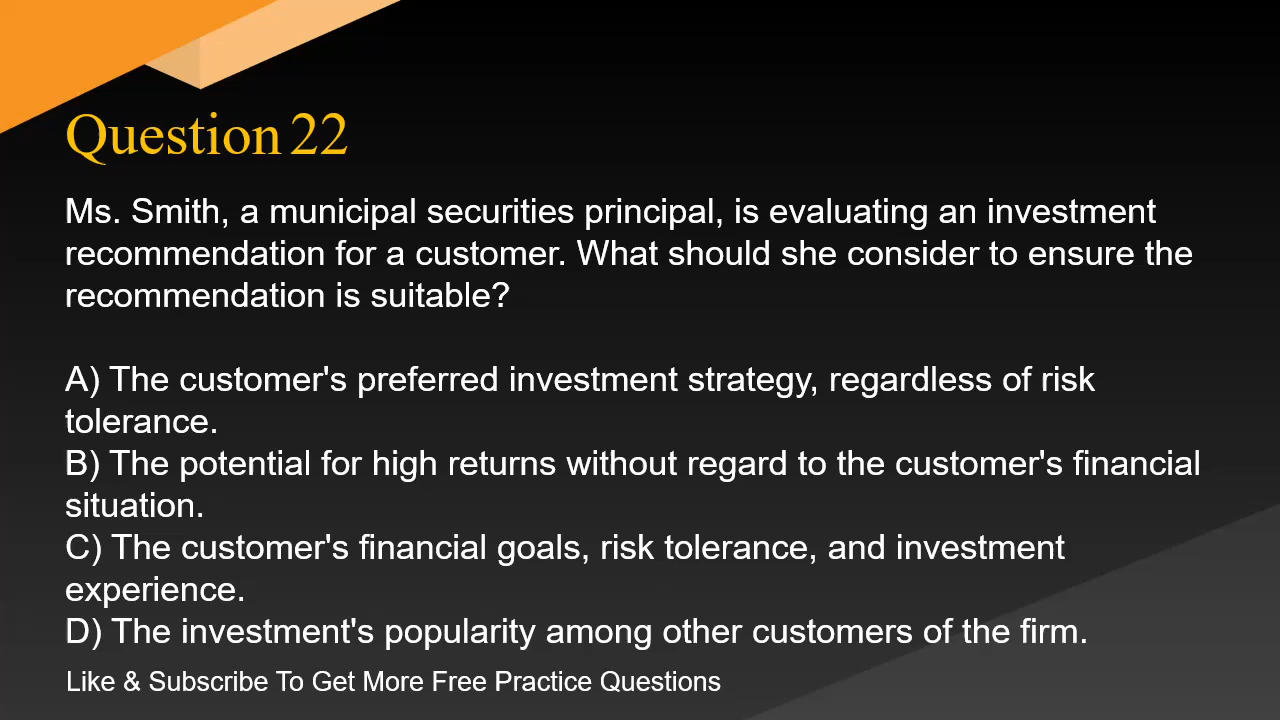 Question 22
Ms. Smith, a municipal securities principal, is evaluating an investment
recommendation for a customer. What should she consider to ensure the
recommendation is suitable?
A) The customer's preferred investment strategy, regardless of risk
tolerance.
B) The potential for high returns without regard to the customer's financial
situation.
C) The customer's financial goals, risk tolerance, and investment
experience.
D) The investment's popularity among other customers of the firm.
Like & Subscribe To Get More Free Practice Questions